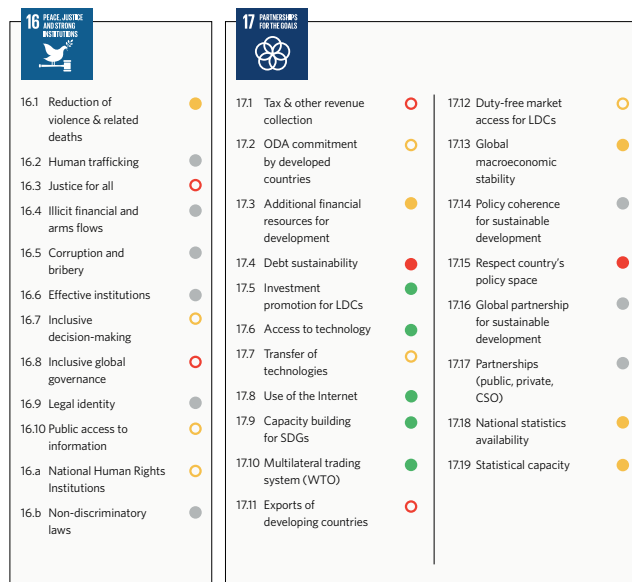 16 PEACE, JUSTICE
AND STRONG
INSTITUTIONS
16.1 Reduction of
violence & related
deaths
16.2 Human trafficking
16.3 Justice for all
16.4 Illicit financial and
arms flows
16.5 Corruption and
bribery
16.6 Effective institutions
16.7 Inclusive
decision-making
16.8 Inclusive global
governance
16.9 Legal identity
16.10 Public access to
information
16.a National Human Rights
Institutions
16.b Non-discriminatory
laws
17 PARTNERSHIPS
FOR THE GOALS
17.1 Tax & other revenue
collection
17.2 ODA commitment
by developed
countries
17.3 Additional financial
resources for
development
17.4 Debt sustainability
17.5 Investment
promotion for LDCs
17.6 Access to technology
17.7 Transfer of
technologies
17.8 Use of the Internet
17.9 Capacity building
for SDGs
17.10 Multilateral trading
system (WTO)
17.11 Exports of
developing countries
17.12 Duty-free market
access for LDCs
17.13 Global
macroeconomic
stability
17.14 Policy coherence
for sustainable
development
17.15 Respect country's
policy space
17.16 Global partnership
for sustainable
development
17.17 Partnerships
(public, private,
CSO)
17.18 National statistics
availability
17.19 Statistical capacity